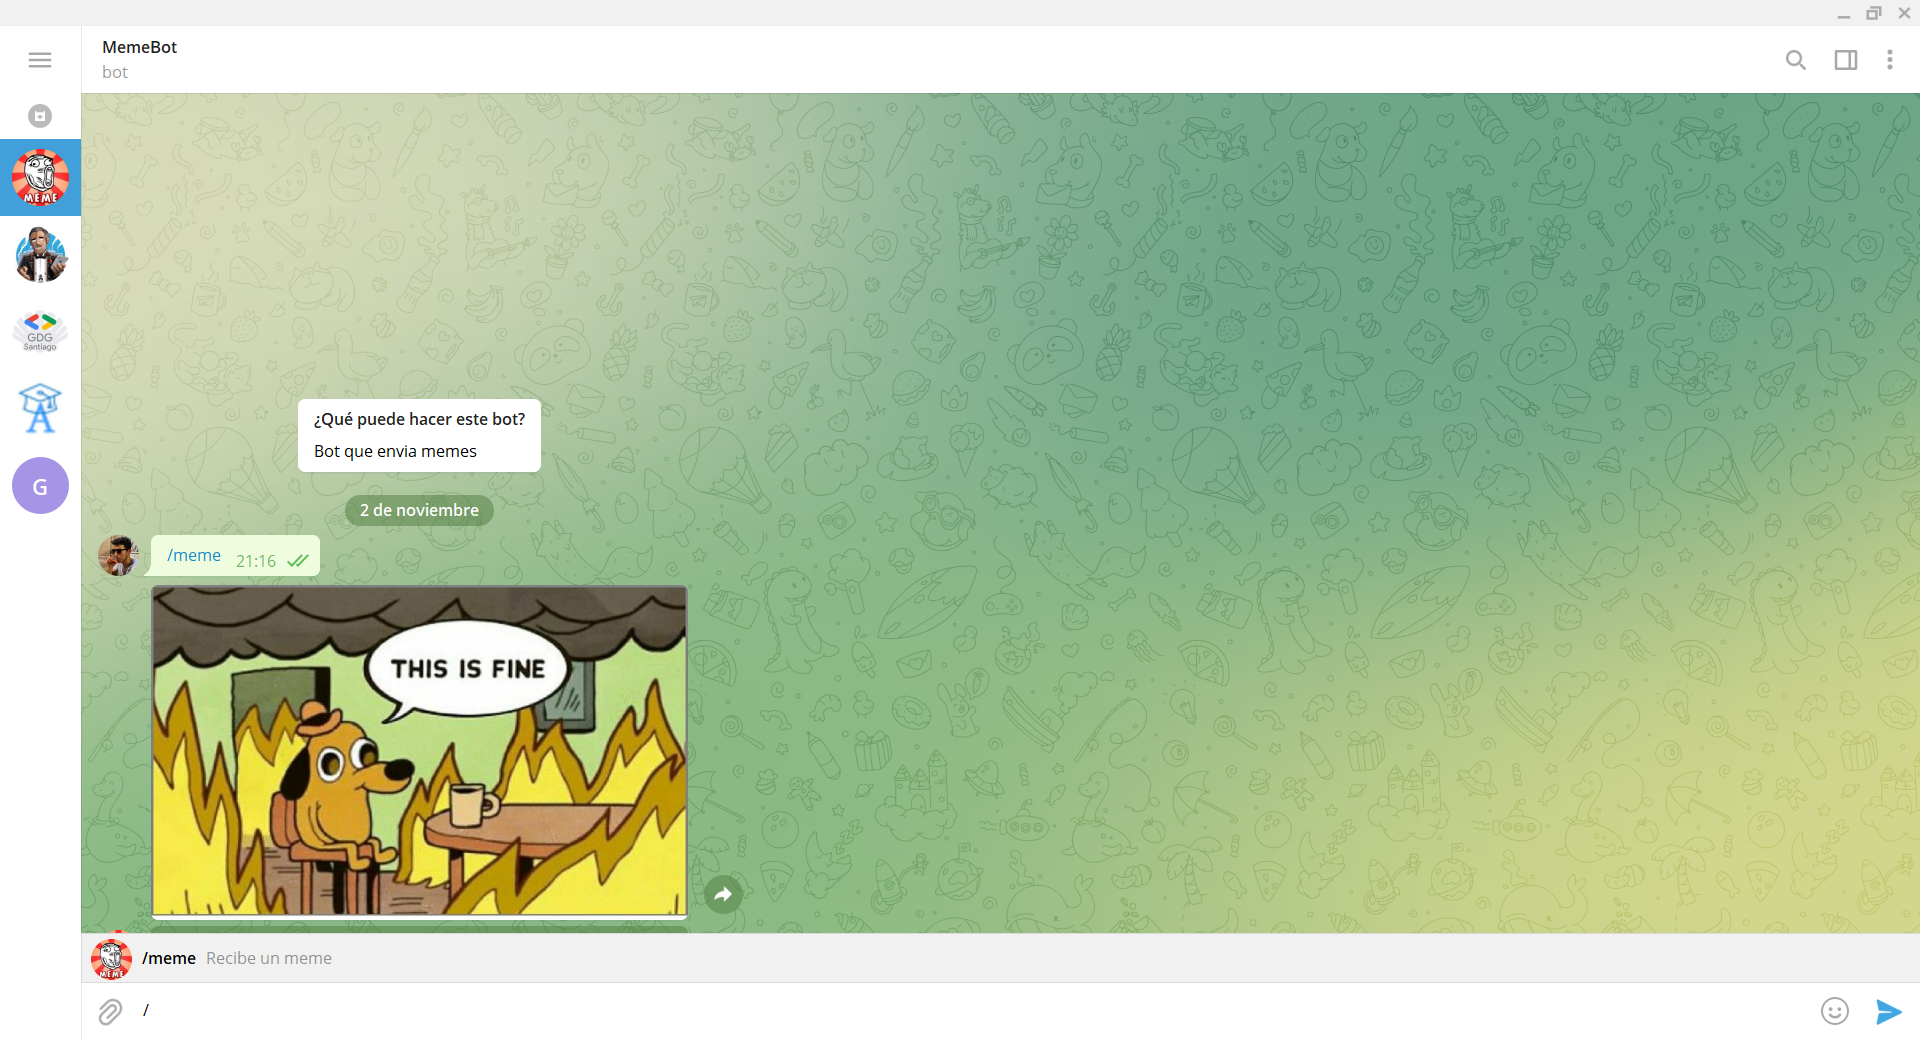 MemeBot
bot
MEME
GDG
Santiago
G
¿Qué puede hacer este bot?
Bot que envia memes
2 de noviembre
/meme 21:16
THIS IS FINE
MEME
/meme Recibe un meme
/